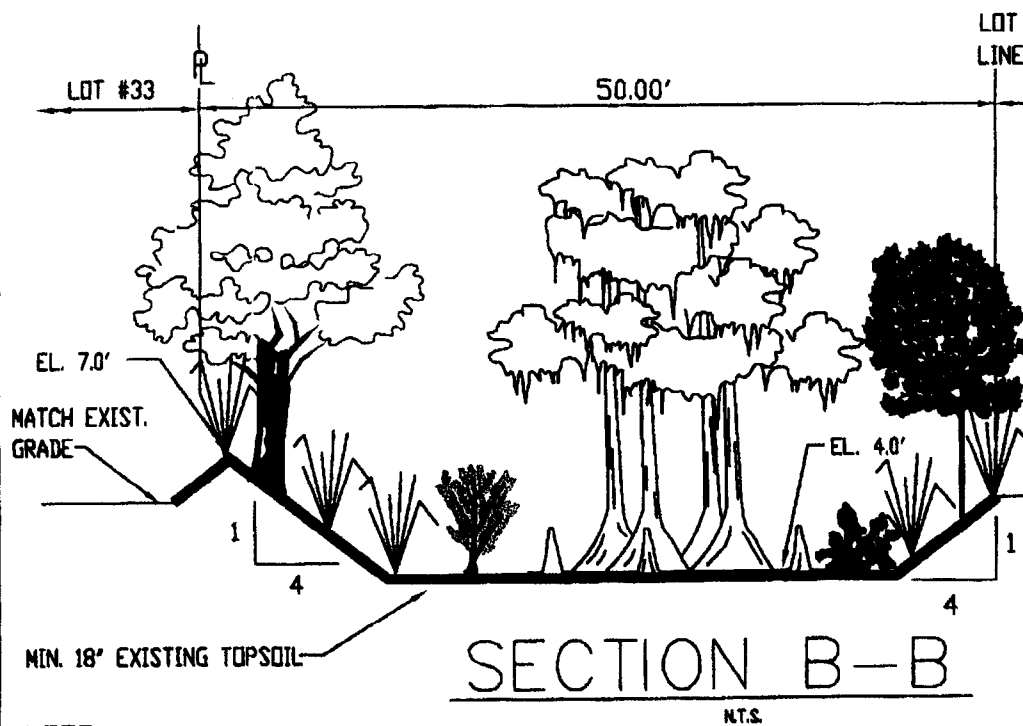 LOT
LINE
PL
LOT #33
50.00'
EL. 7.0'
MATCH EXIST.
GRADE
EL. 4.0'
1
4
1
4
MIN. 18" EXISTING TOPSOIL
SECTION B-B
N.T.S.